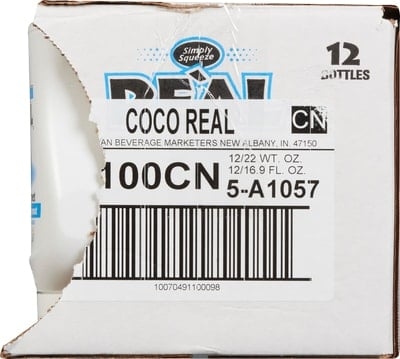 Simply
Squeeze
12
BOTTLES
REAL
COCO REAL
CN
AN BEVERAGE MARKETERS NEW ALBANY, IN. 47150
100CN
12/22 WT. OZ.
12/16.9 FL. OZ.
5-A1057
10070491100098